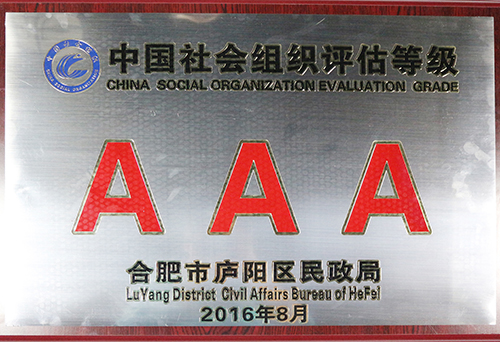 中国社会组织评估等级
CHINA SOCIAL ORGANIZATION EVALUATION GRADE
A A A
合肥市庐阳区民政局
LuYang District Civil Affairs Bureau of HeFei
2016年8月